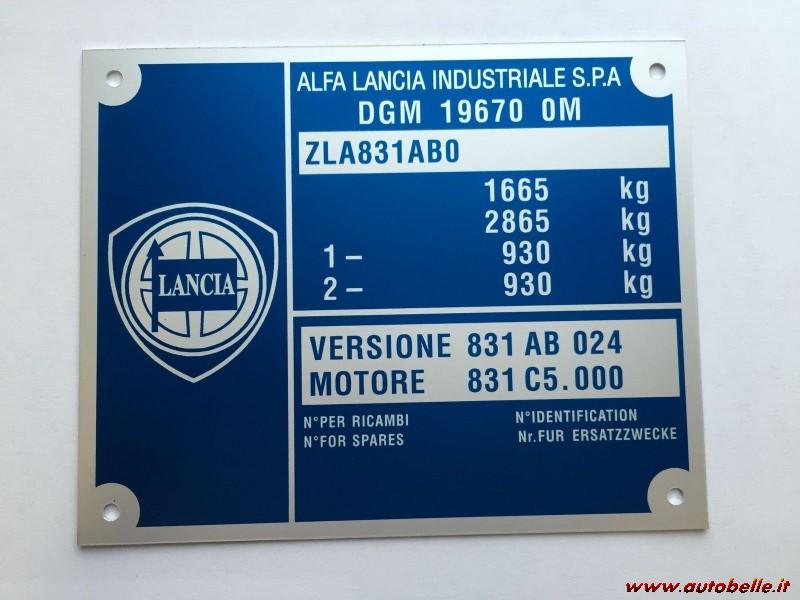 ALFA LANCIA INDUSTRIALE S.P.A
DGM 19670 OM
ZLA831AB0
1665 kg
2865 kg
1– 930 kg
2– 930 kg
LANCIA
VERSIONE 831 AB 024
MOTORE 831 C5.000
N°PER RICAMBI N°IDENTIFICATION
N°FOR SPARES Nr.FUR ERSATZZWECKE
www.autobelle.it